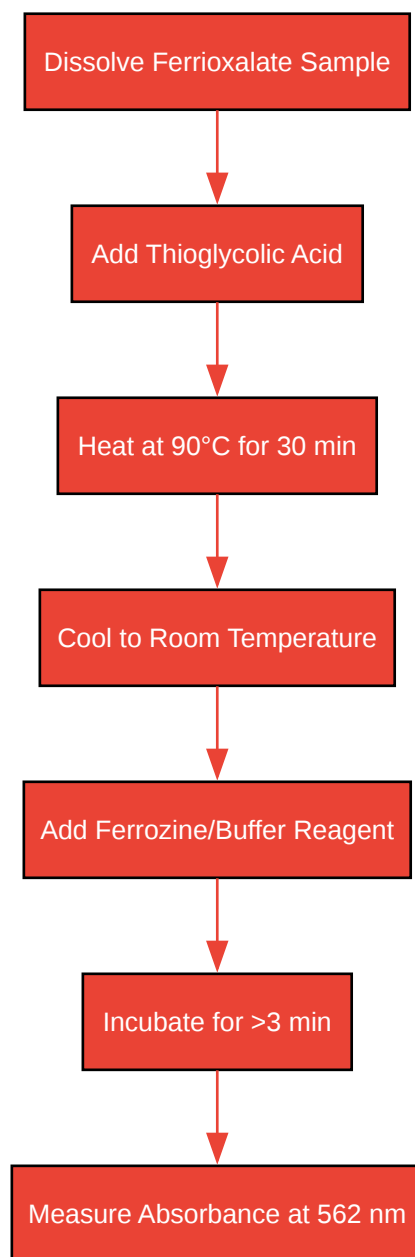 Dissolve Ferrioxalate Sample
Add Thioglycolic Acid
Heat at 90°C for 30 min
Cool to Room Temperature
Add Ferrozine/Buffer Reagent
Incubate for >3 min
Measure Absorbance at 562 nm